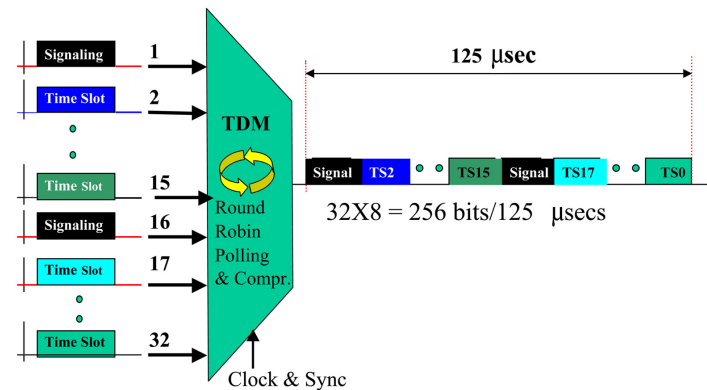 Signaling 1
Time Slot 2
Time Slot 15
Signaling 16
Time Slot 17
Time Slot 32
TDM
Round
Robin
Polling
& Compr.
Clock & Sync
125 μsec
Signal TS2 TS15 Signal TS17 TS0
32X8 = 256 bits/125 μsecs